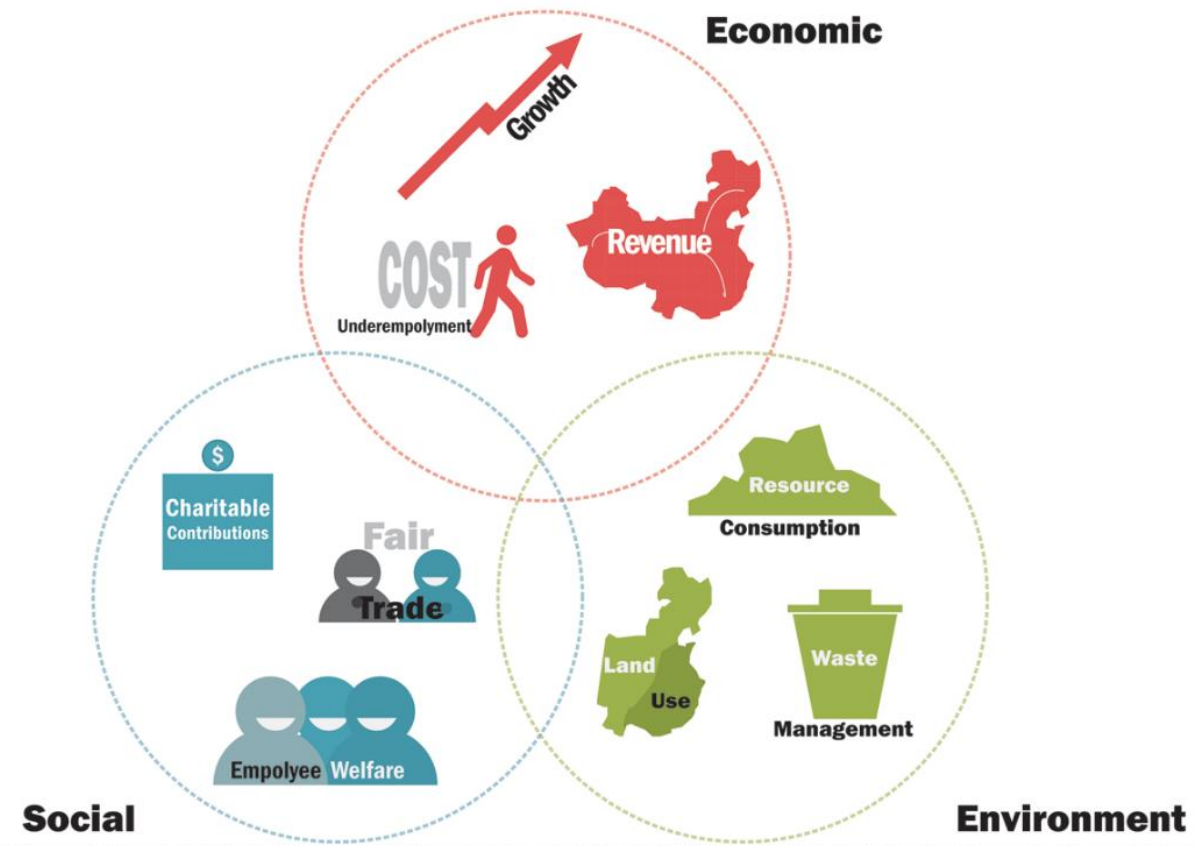 Economic
Growth
COST
Underempolyment
Revenue
$
Charitable
Contributions
Fair
Trade
Empolyee Welfare
Social
Resource
Consumption
Land
Use
Waste
Management
Environment